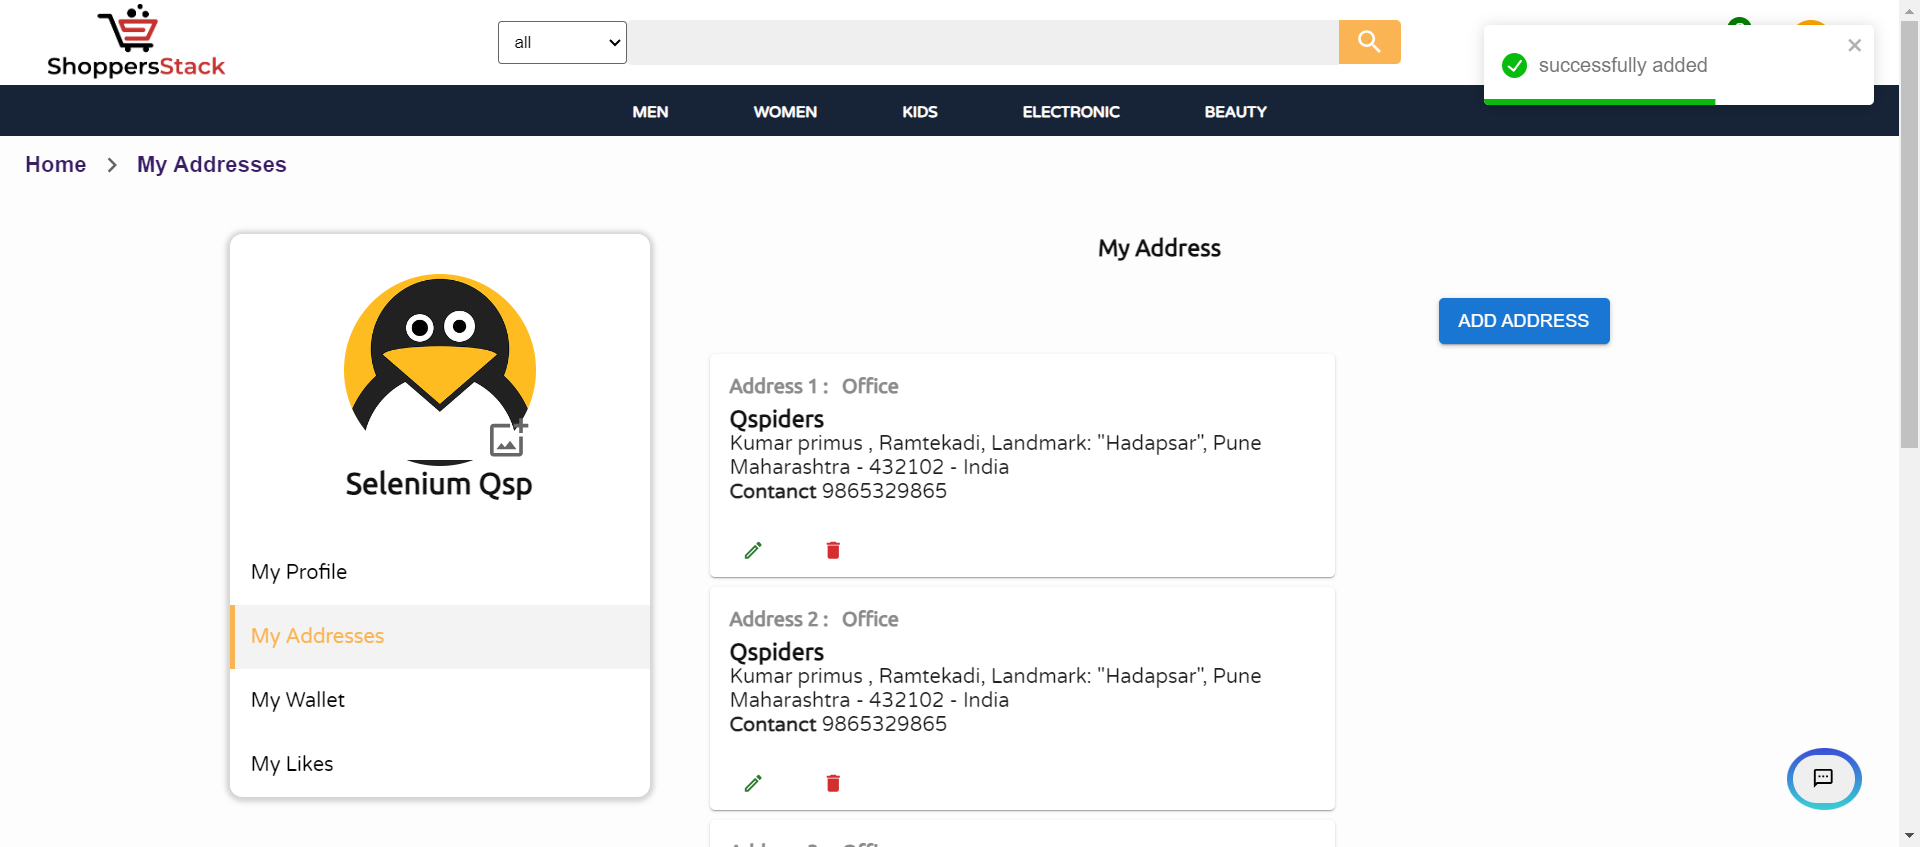 ShoppersStack
all
successfully added
MEN WOMEN KIDS ELECTRONIC BEAUTY
Home > My Addresses
My Address
ADD ADDRESS
Selenium Qsp
My Profile
My Addresses
My Wallet
My Likes
Address 1 : Office
Qspiders
Kumar primus , Ramtekadi, Landmark: "Hadapsar", Pune
Maharashtra - 432102 - India
Contanct 9865329865
Address 2 : Office
Qspiders
Kumar primus , Ramtekadi, Landmark: "Hadapsar", Pune
Maharashtra - 432102 - India
Contanct 9865329865